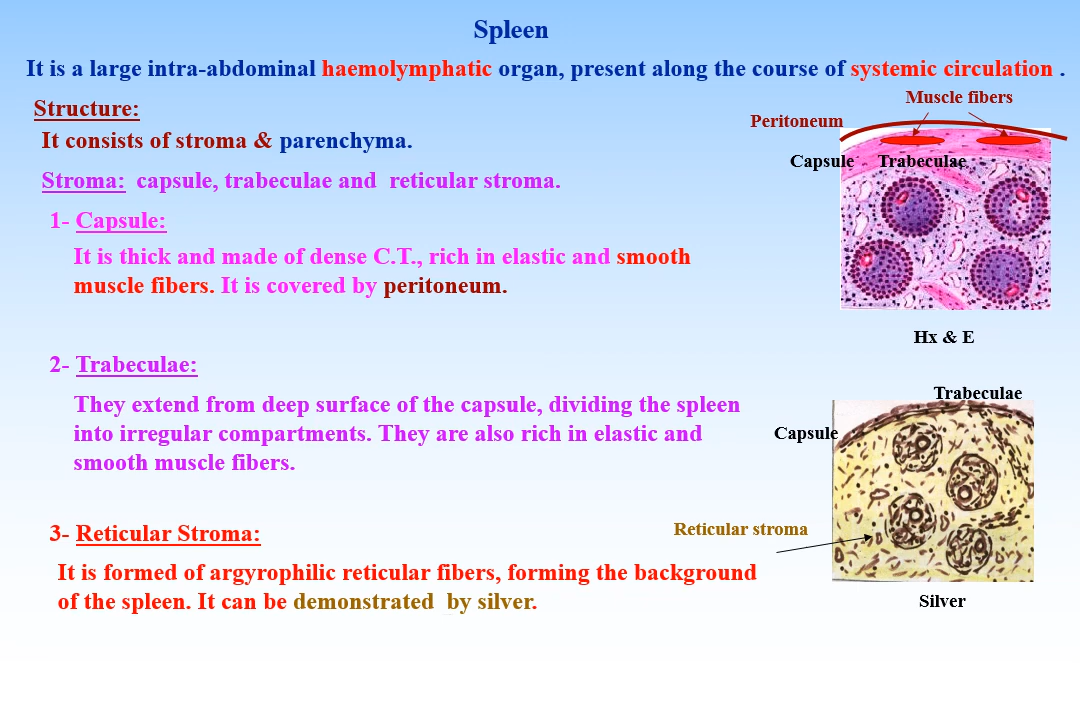 Spleen
It is a large intra-abdominal haemolymphatic organ, present along the course of systemic circulation .
Structure:
It consists of stroma & parenchyma.
Stroma: capsule, trabeculae and reticular stroma.
1- Capsule:
It is thick and made of dense C.T., rich in elastic and smooth
muscle fibers. It is covered by peritoneum.
Muscle fibers
Peritoneum
Capsule
Trabeculae
Hx & E
2- Trabeculae:
They extend from deep surface of the capsule, dividing the spleen
into irregular compartments. They are also rich in elastic and
smooth muscle fibers.
Trabeculae
Capsule
3- Reticular Stroma:
It is formed of argyrophilic reticular fibers, forming the background
of the spleen. It can be demonstrated by silver.
Reticular stroma
Silver